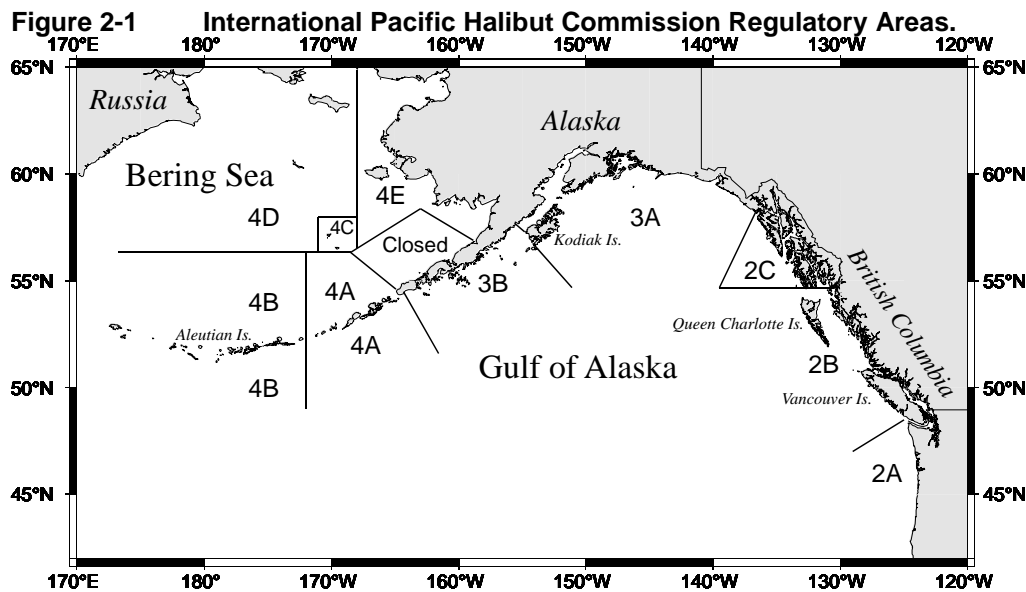 Figure 2-1 International Pacific Halibut Commission Regulatory Areas.
170°E 180° 170°W 160°W 150°W 140°W 130°W 120°W
65°N 65°N
Russia
Alaska
60°N 60°N
Bering Sea
4E
4D
4C
3A
Closed
Kodiak Is.
2C
British Columbia
55°N 55°N
3B
4A
4B
Queen Charlotte Is.
Aleutian Is.
4A
2B
Gulf of Alaska
50°N 50°N
4B
Vancouver Is.
2A
45°N 45°N
170°E 180° 170°W 160°W 150°W 140°W 130°W 120°W